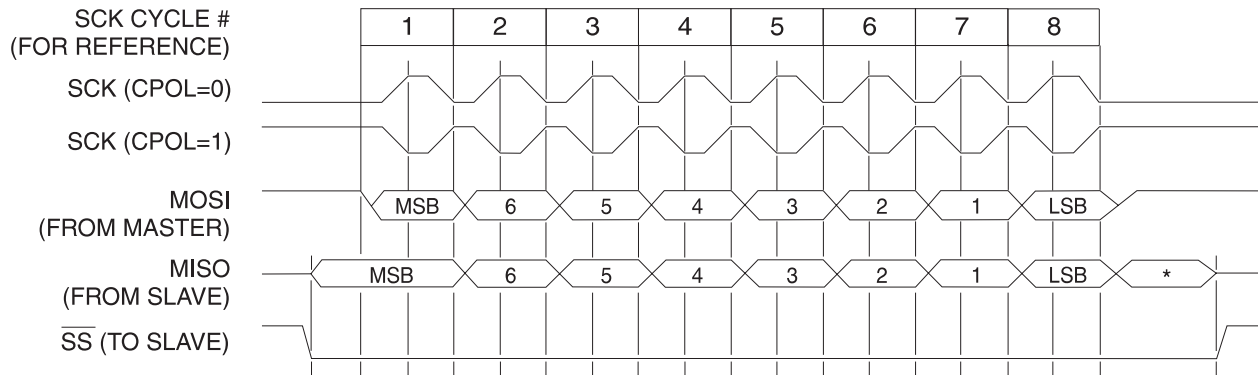 SCK CYCLE #
(FOR REFERENCE)
1 2 3 4 5 6 7 8
SCK (CPOL=0)
SCK (CPOL=1)
MOSI
(FROM MASTER)
MSB 6 5 4 3 2 1 LSB
MISO
(FROM SLAVE)
MSB 6 5 4 3 2 1 LSB *
S̅S̅ (TO SLAVE)